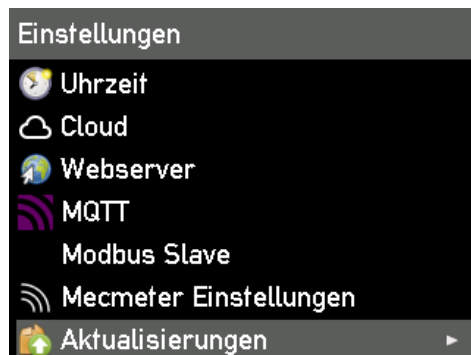 Einstellungen
Uhrzeit
Cloud
Webserver
MQTT
Modbus Slave
Mecmeter Einstellungen
Aktualisierungen